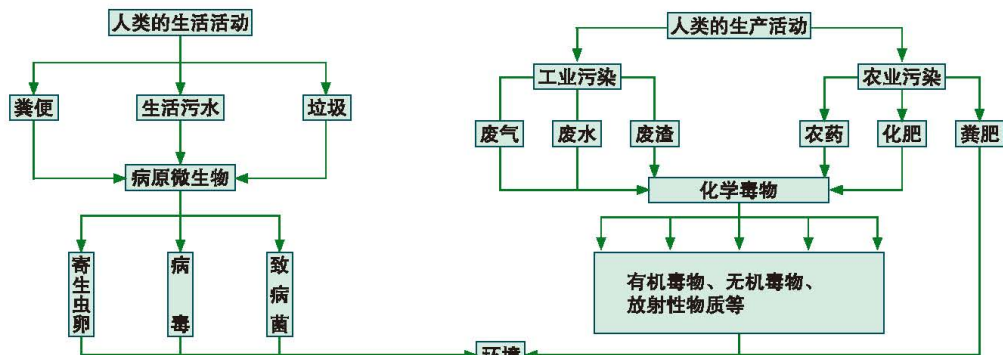 人类的生活活动
人类的生产活动
工业污染
农业污染
粪便
生活污水
垃圾
废气
废水
废渣
农药
化肥
粪肥
病原微生物
化学毒物
寄生虫卵
病毒
致病菌
有机毒物、无机毒物、
放射性物质等
环境